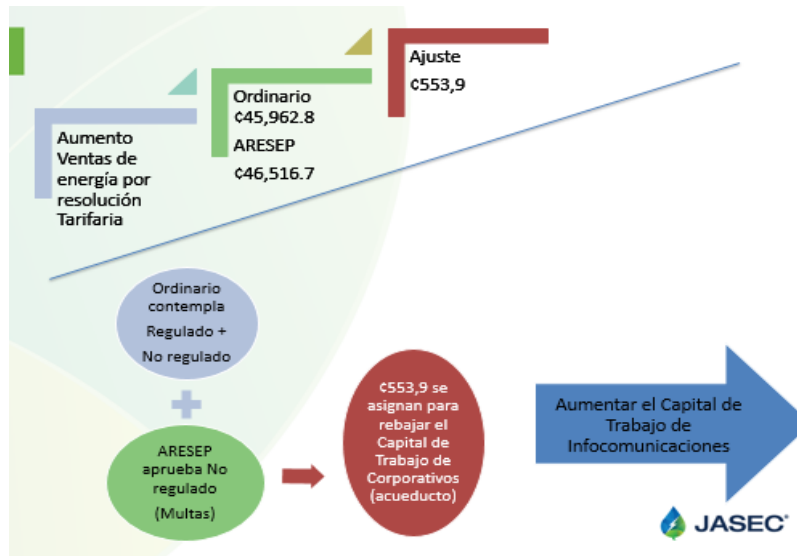 Aumento
Ventas de
energía por
resolución
Tarifaria
Ordinario
¢45,962.8
ARESEP
¢46,516.7
Ajuste
¢553,9
Ordinario
contempla
Regulado +
No regulado
ARESEP
aprueba No
regulado
(Multas)
¢553,9 se
asignan para
rebajar el
Capital de
Trabajo de
Corporativos
(acueducto)
Aumentar el Capital de
Trabajo de
Infocomunicaciones
JASEC®